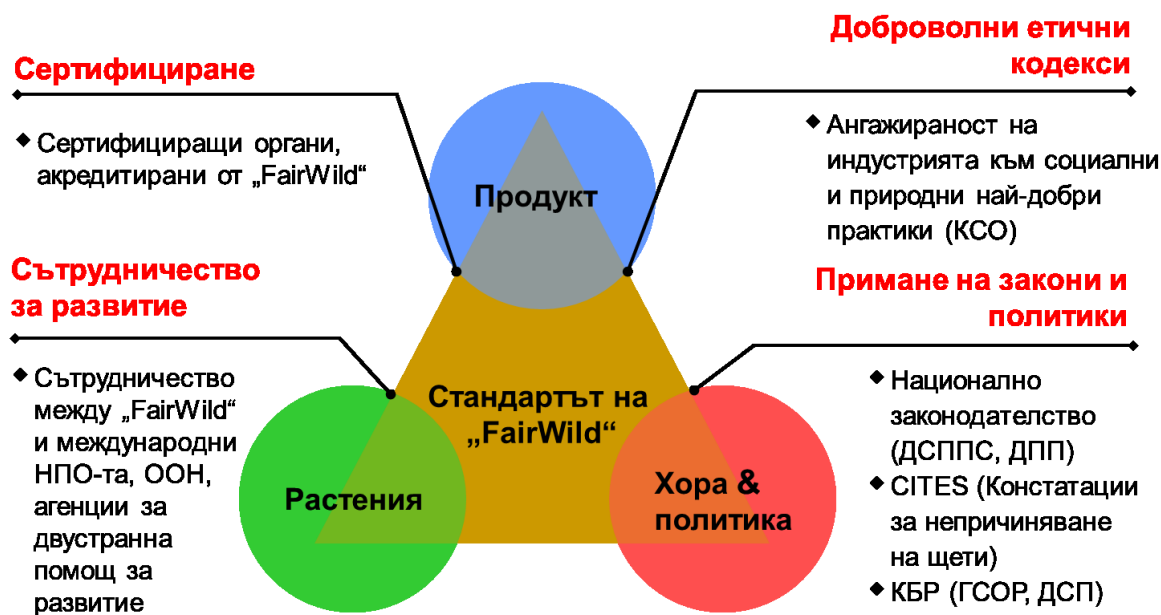 Сертифициране
◆ Сертифициращи органи,
акредитирани от „FairWild“
Доброволни етични
кодекси
◆ Ангажираност на
индустрията към социални
и природни най-добри
практики (КСО)
Сътрудничество
за развитие
◆ Сътрудничество
между „FairWild“
и международни
НПО-та, ООН,
агенции за
двустранна
помощ за
развитие
Примане на закони и
политики
◆ Национално
законодателство
(ДСППС, ДПП)
◆ CITES (Констатации
за непричиняване
на щети)
◆ КБР (ГСОР, ДСП)
Продукт
Стандартът на
„FairWild“
Растения
Хора &
политика